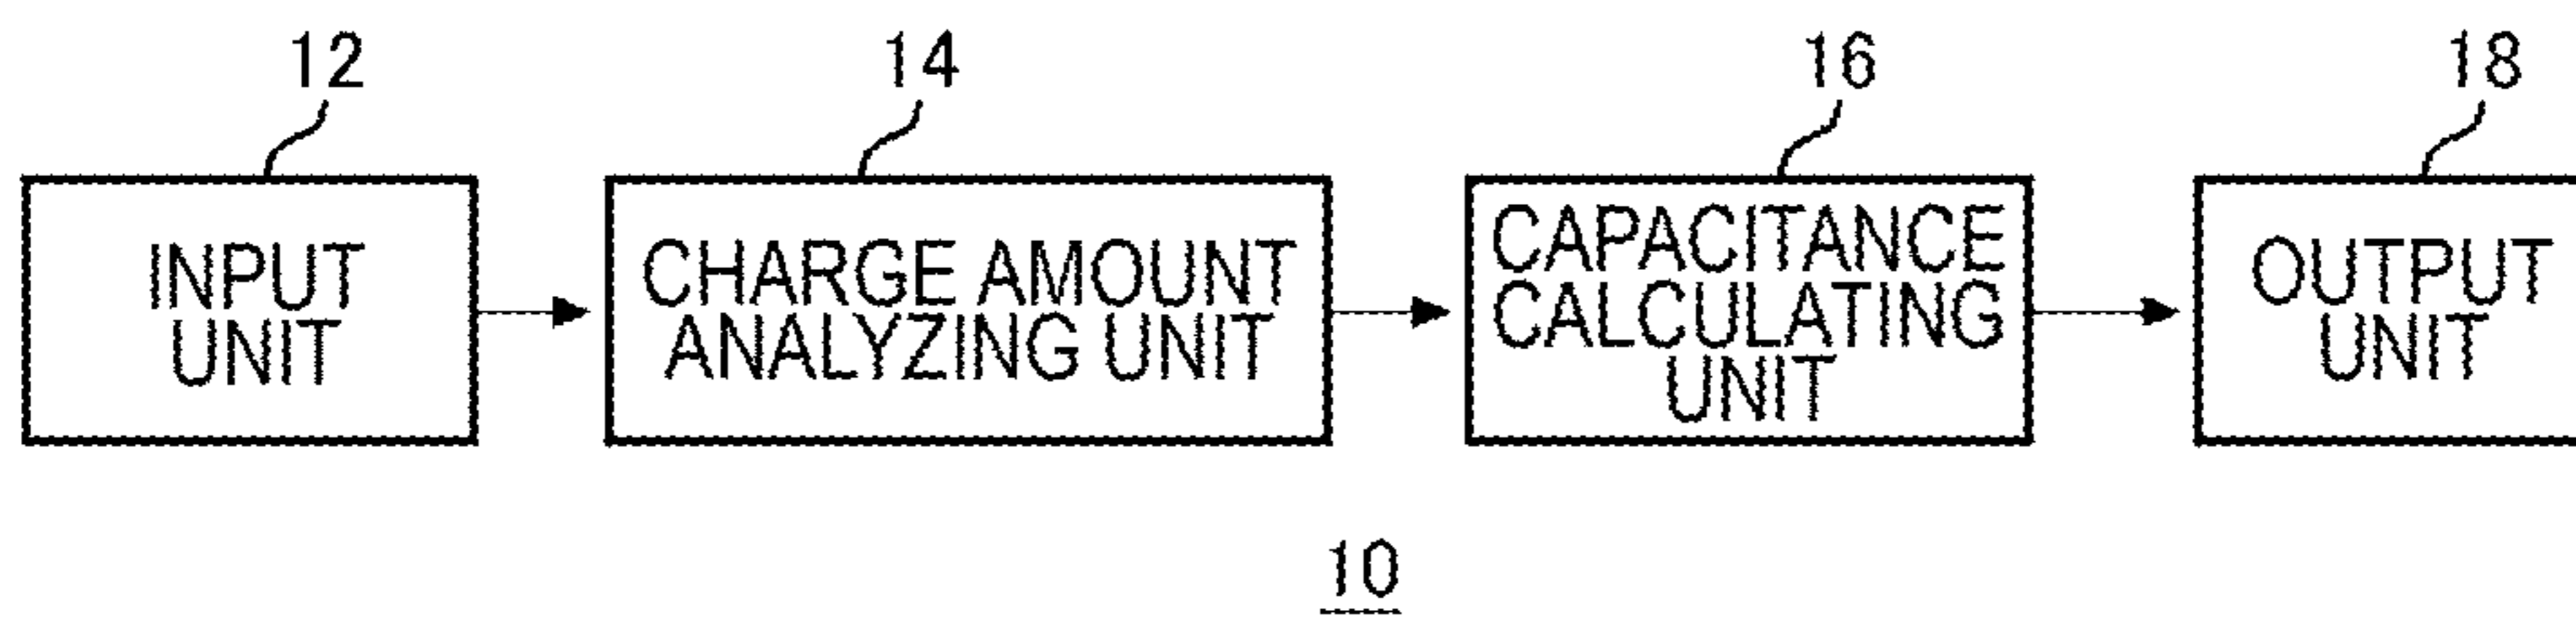 12
14
16
18
INPUT
UNIT
CHARGE AMOUNT
ANALYZING UNIT
CAPACITANCE
CALCULATING
UNIT
OUTPUT
UNIT
10